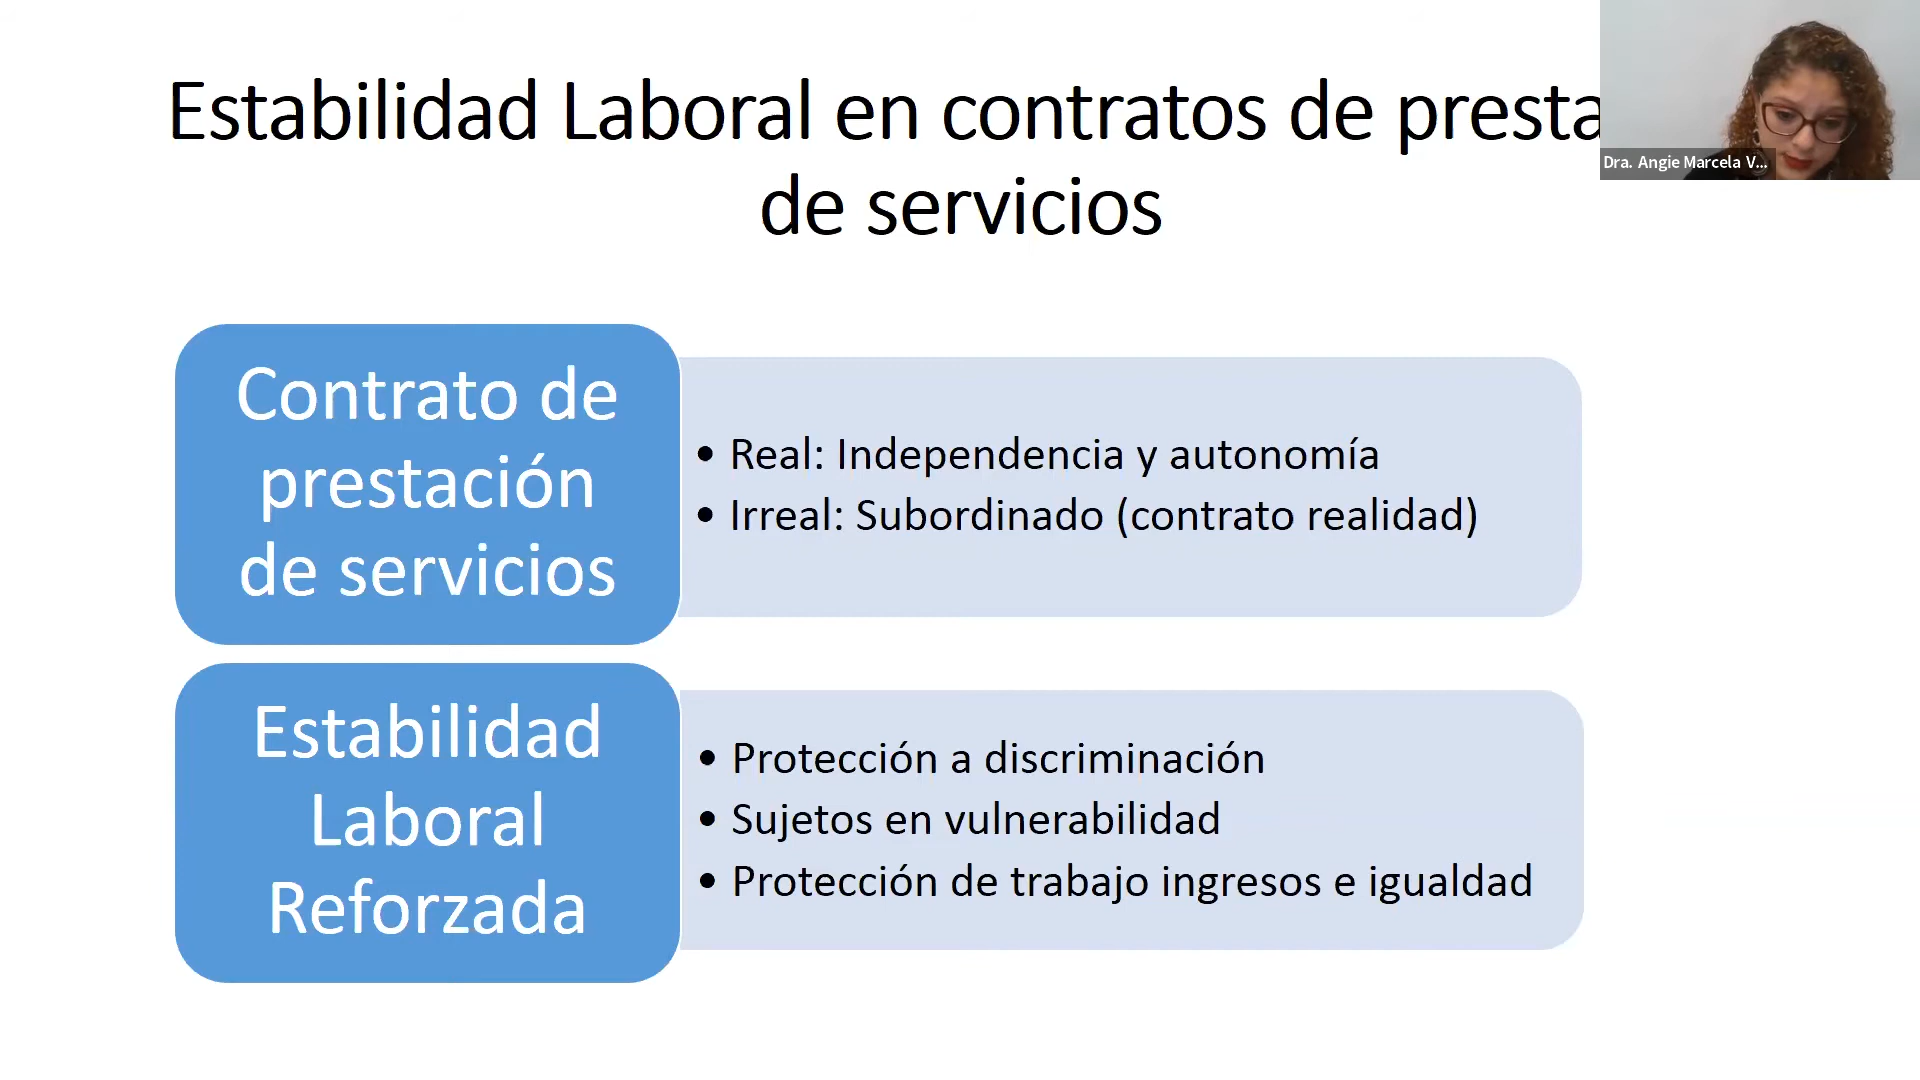 Estabilidad Laboral en contratos de presta
de servicios
Dra. Angie Marcela V...
Contrato de
prestación
de servicios
• Real: Independencia y autonomía
• Irreal: Subordinado (contrato realidad)
Estabilidad
Laboral
Reforzada
• Protección a discriminación
• Sujetos en vulnerabilidad
• Protección de trabajo ingresos e igualdad